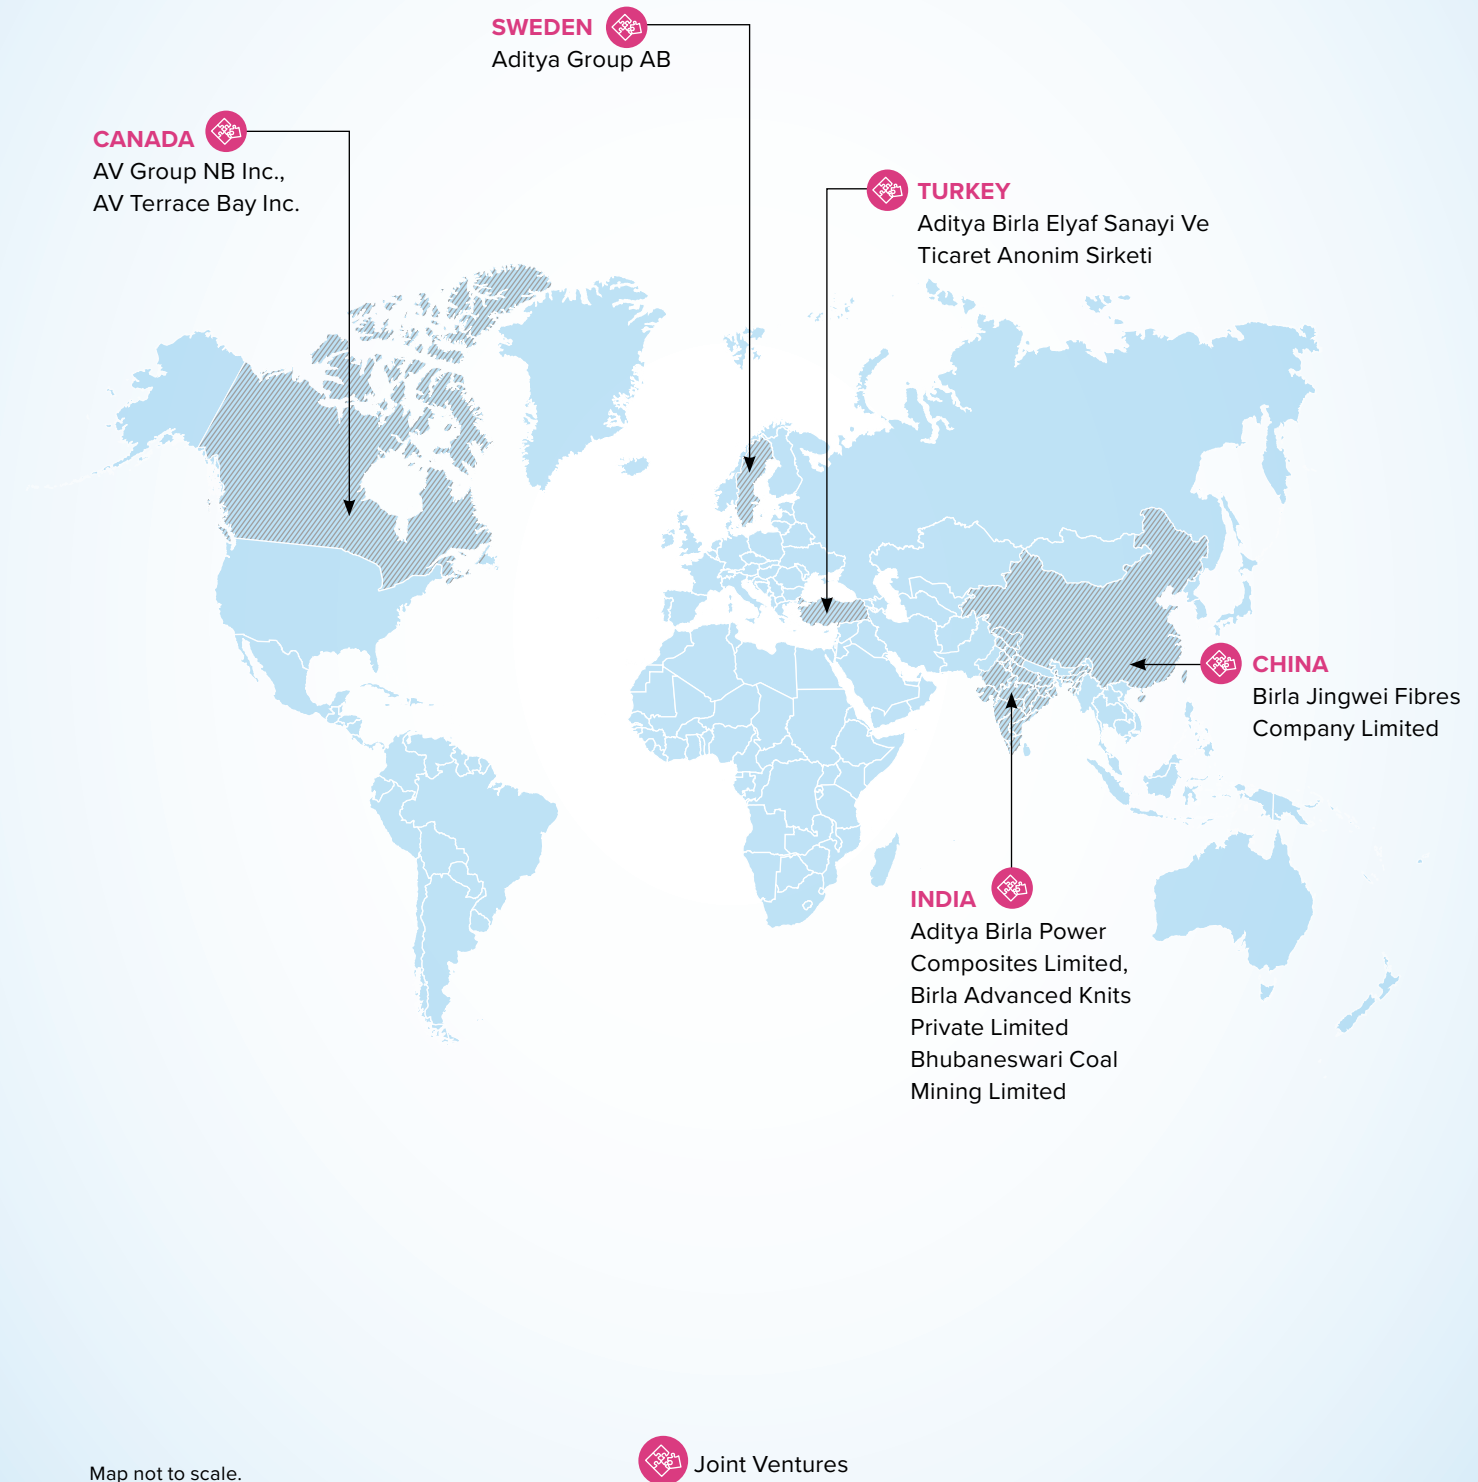 SWEDEN
Aditya Group AB
CANADA
AV Group NB Inc.,
AV Terrace Bay Inc.
TURKEY
Aditya Birla Elyaf Sanayi Ve
Ticaret Anonim Sirketi
CHINA
Birla Jingwei Fibres
Company Limited
INDIA
Aditya Birla Power
Composites Limited,
Birla Advanced Knits
Private Limited
Bhubaneswari Coal
Mining Limited
Joint Ventures
Map not to scale.